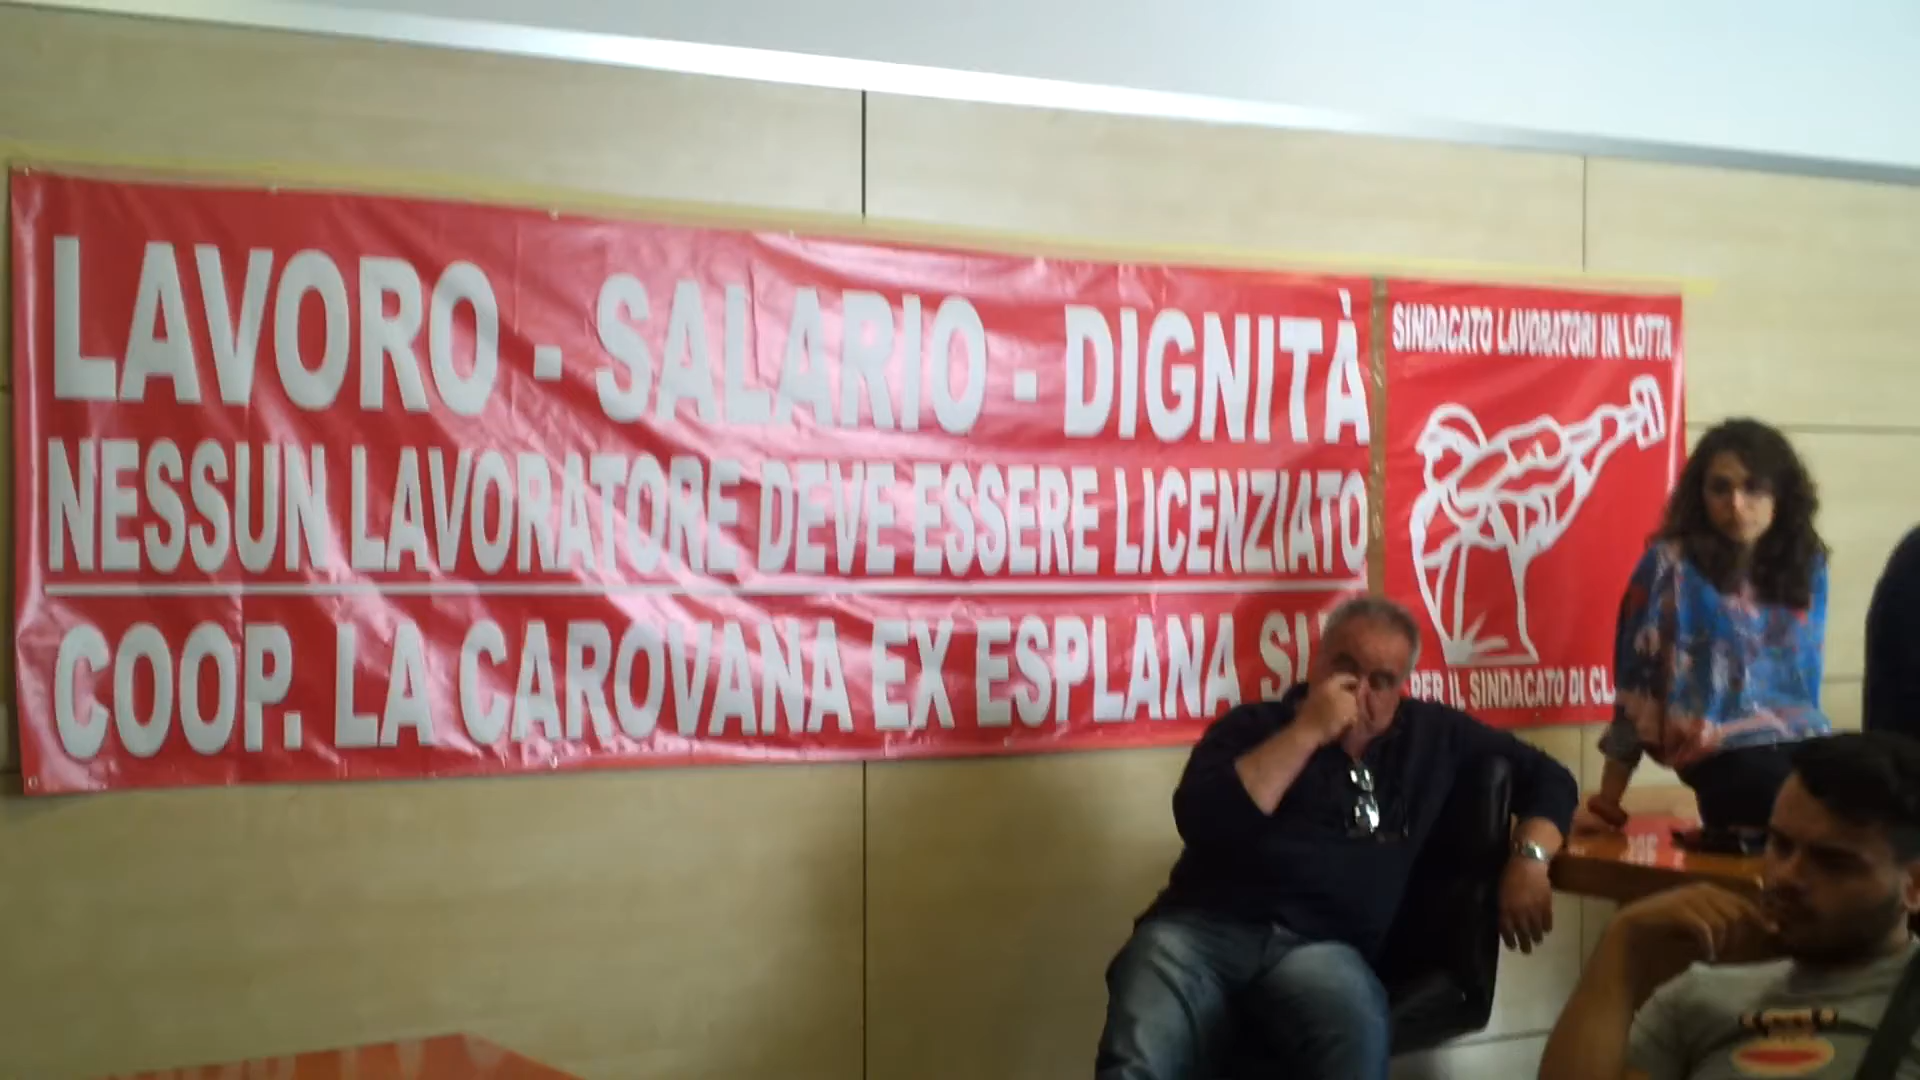 LAVORO - SALARIO - DIGNITÀ
NESSUN LAVORATORE DEVE ESSERE LICENZIATO
COOP. LA CAROVANA EX ESPLANA
SINDACATO LAVORATORI IN LOTTA
PER IL SINDACATO DI